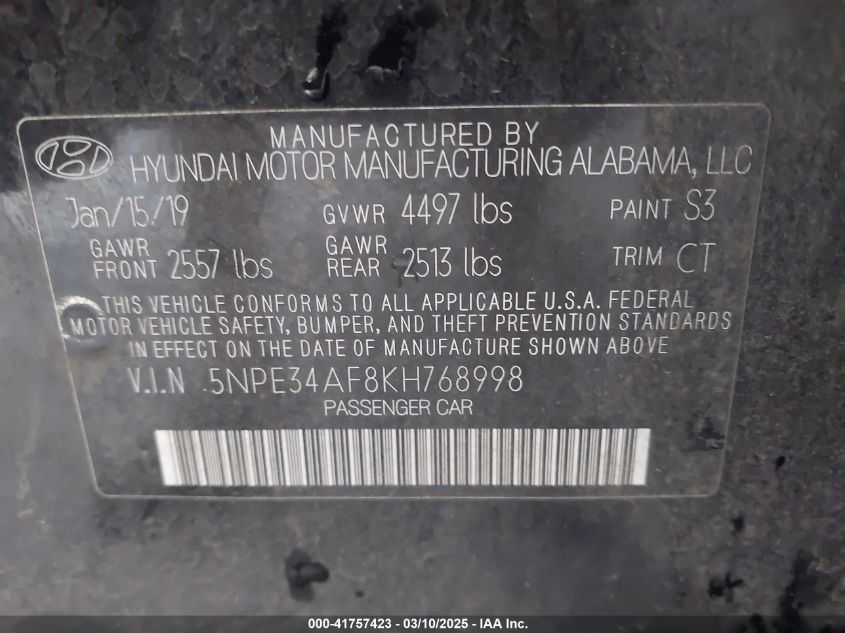 MANUFACTURED BY
HYUNDAI MOTOR MANUFACTURING ALABAMA, LLC
Jan/15/19 GVWR 4497 lbs PAINT S3
GAWR FRONT 2557 lbs GAWR REAR 2513 lbs TRIM CT
THIS VEHICLE CONFORMS TO ALL APPLICABLE U.S.A. FEDERAL
MOTOR VEHICLE SAFETY, BUMPER, AND THEFT PREVENTION STANDARDS
IN EFFECT ON THE DATE OF MANUFACTURE SHOWN ABOVE
V.I.N 5NPE34AF8KH768998
PASSENGER CAR
000-41757423 - 03/10/2025 - IAA Inc.